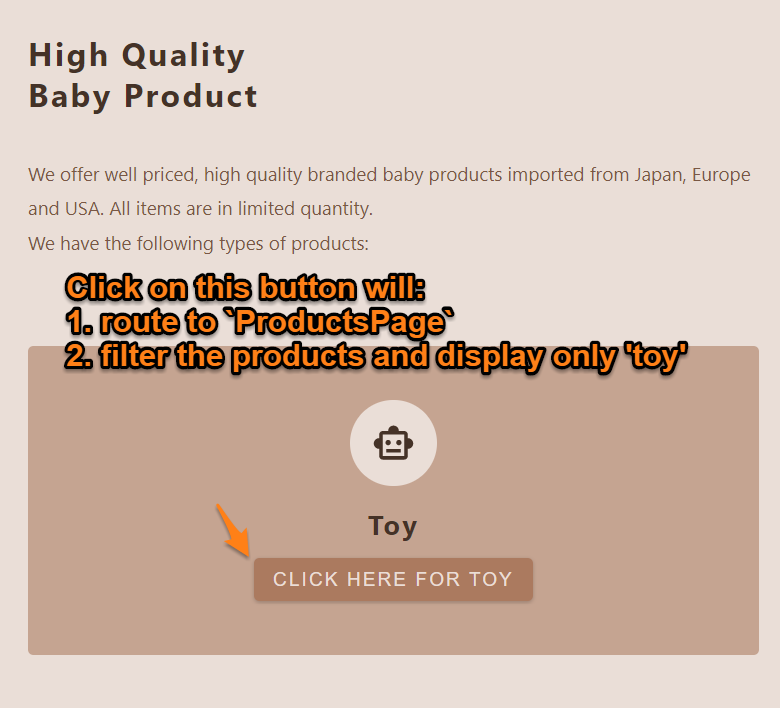 High Quality
Baby Product
We offer well priced, high quality branded baby products imported from Japan, Europe
and USA. All items are in limited quantity.
We have the following types of products:
Click on this button will:
1. route to `ProductsPage`
2. filter the products and display only 'toy'
Toy
CLICK HERE FOR TOY